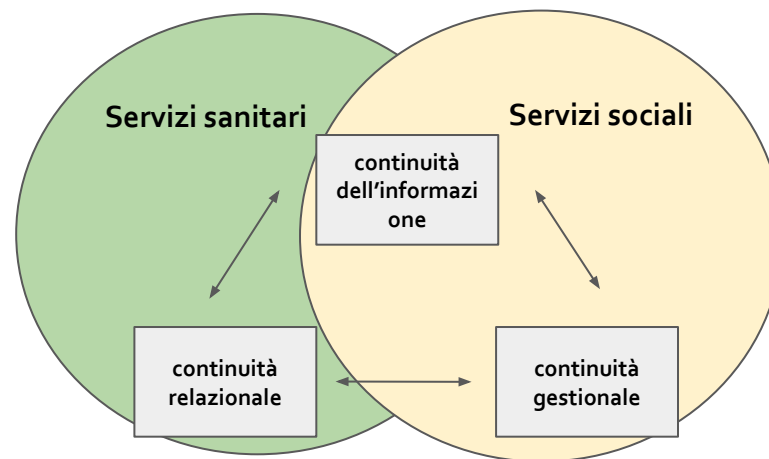 Servizi sanitari
Servizi sociali
continuità
dell’informazi
one
continuità
relazionale
continuità
gestionale